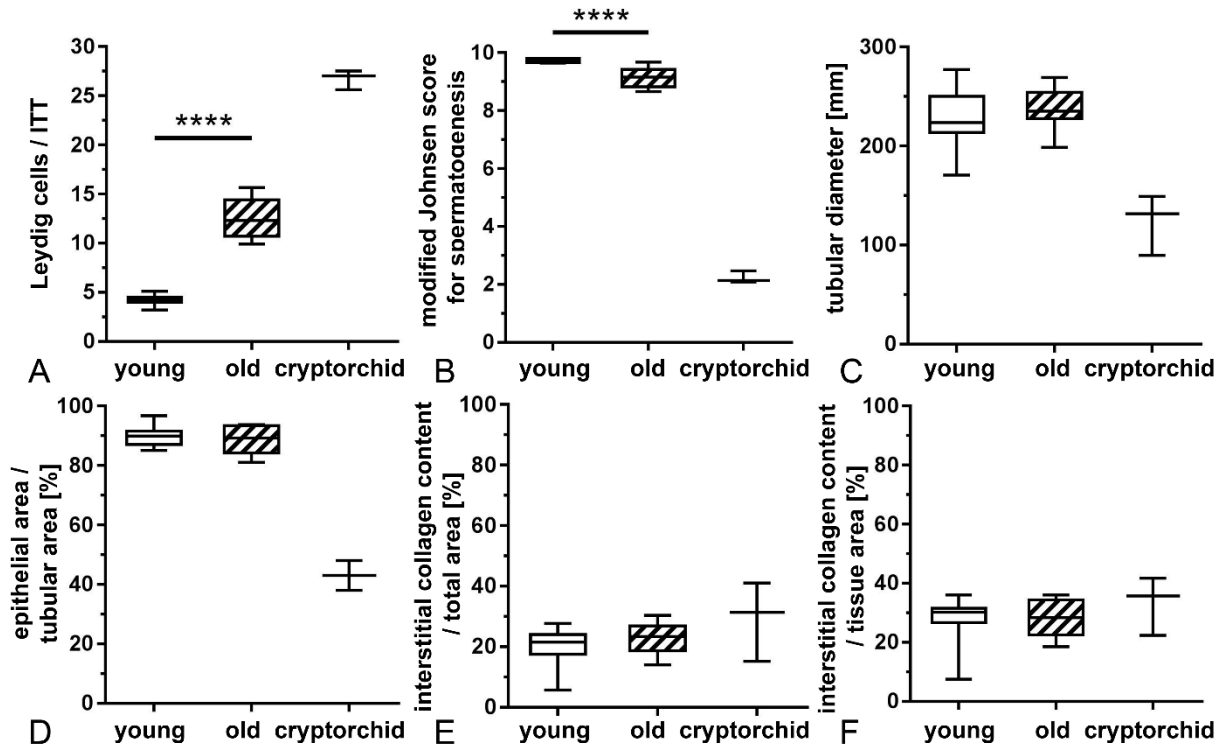 ****
30
25
20
15
10
5
0
Leydig cells / ITT
A
young
old
cryptorchid
****
10
8
6
4
2
0
modified Johnsen score
for spermatogenesis
B
young
old
cryptorchid
300
200
100
0
tubular diameter [mm]
C
young
old
cryptorchid
100
80
60
40
20
0
epithelial area /
tubular area [%]
D
young
old
cryptorchid
100
80
60
40
20
0
interstitial collagen content
/ total area [%]
E
young
old
cryptorchid
100
80
60
40
20
0
interstitial collagen content
/ tissue area [%]
F
young
old
cryptorchid